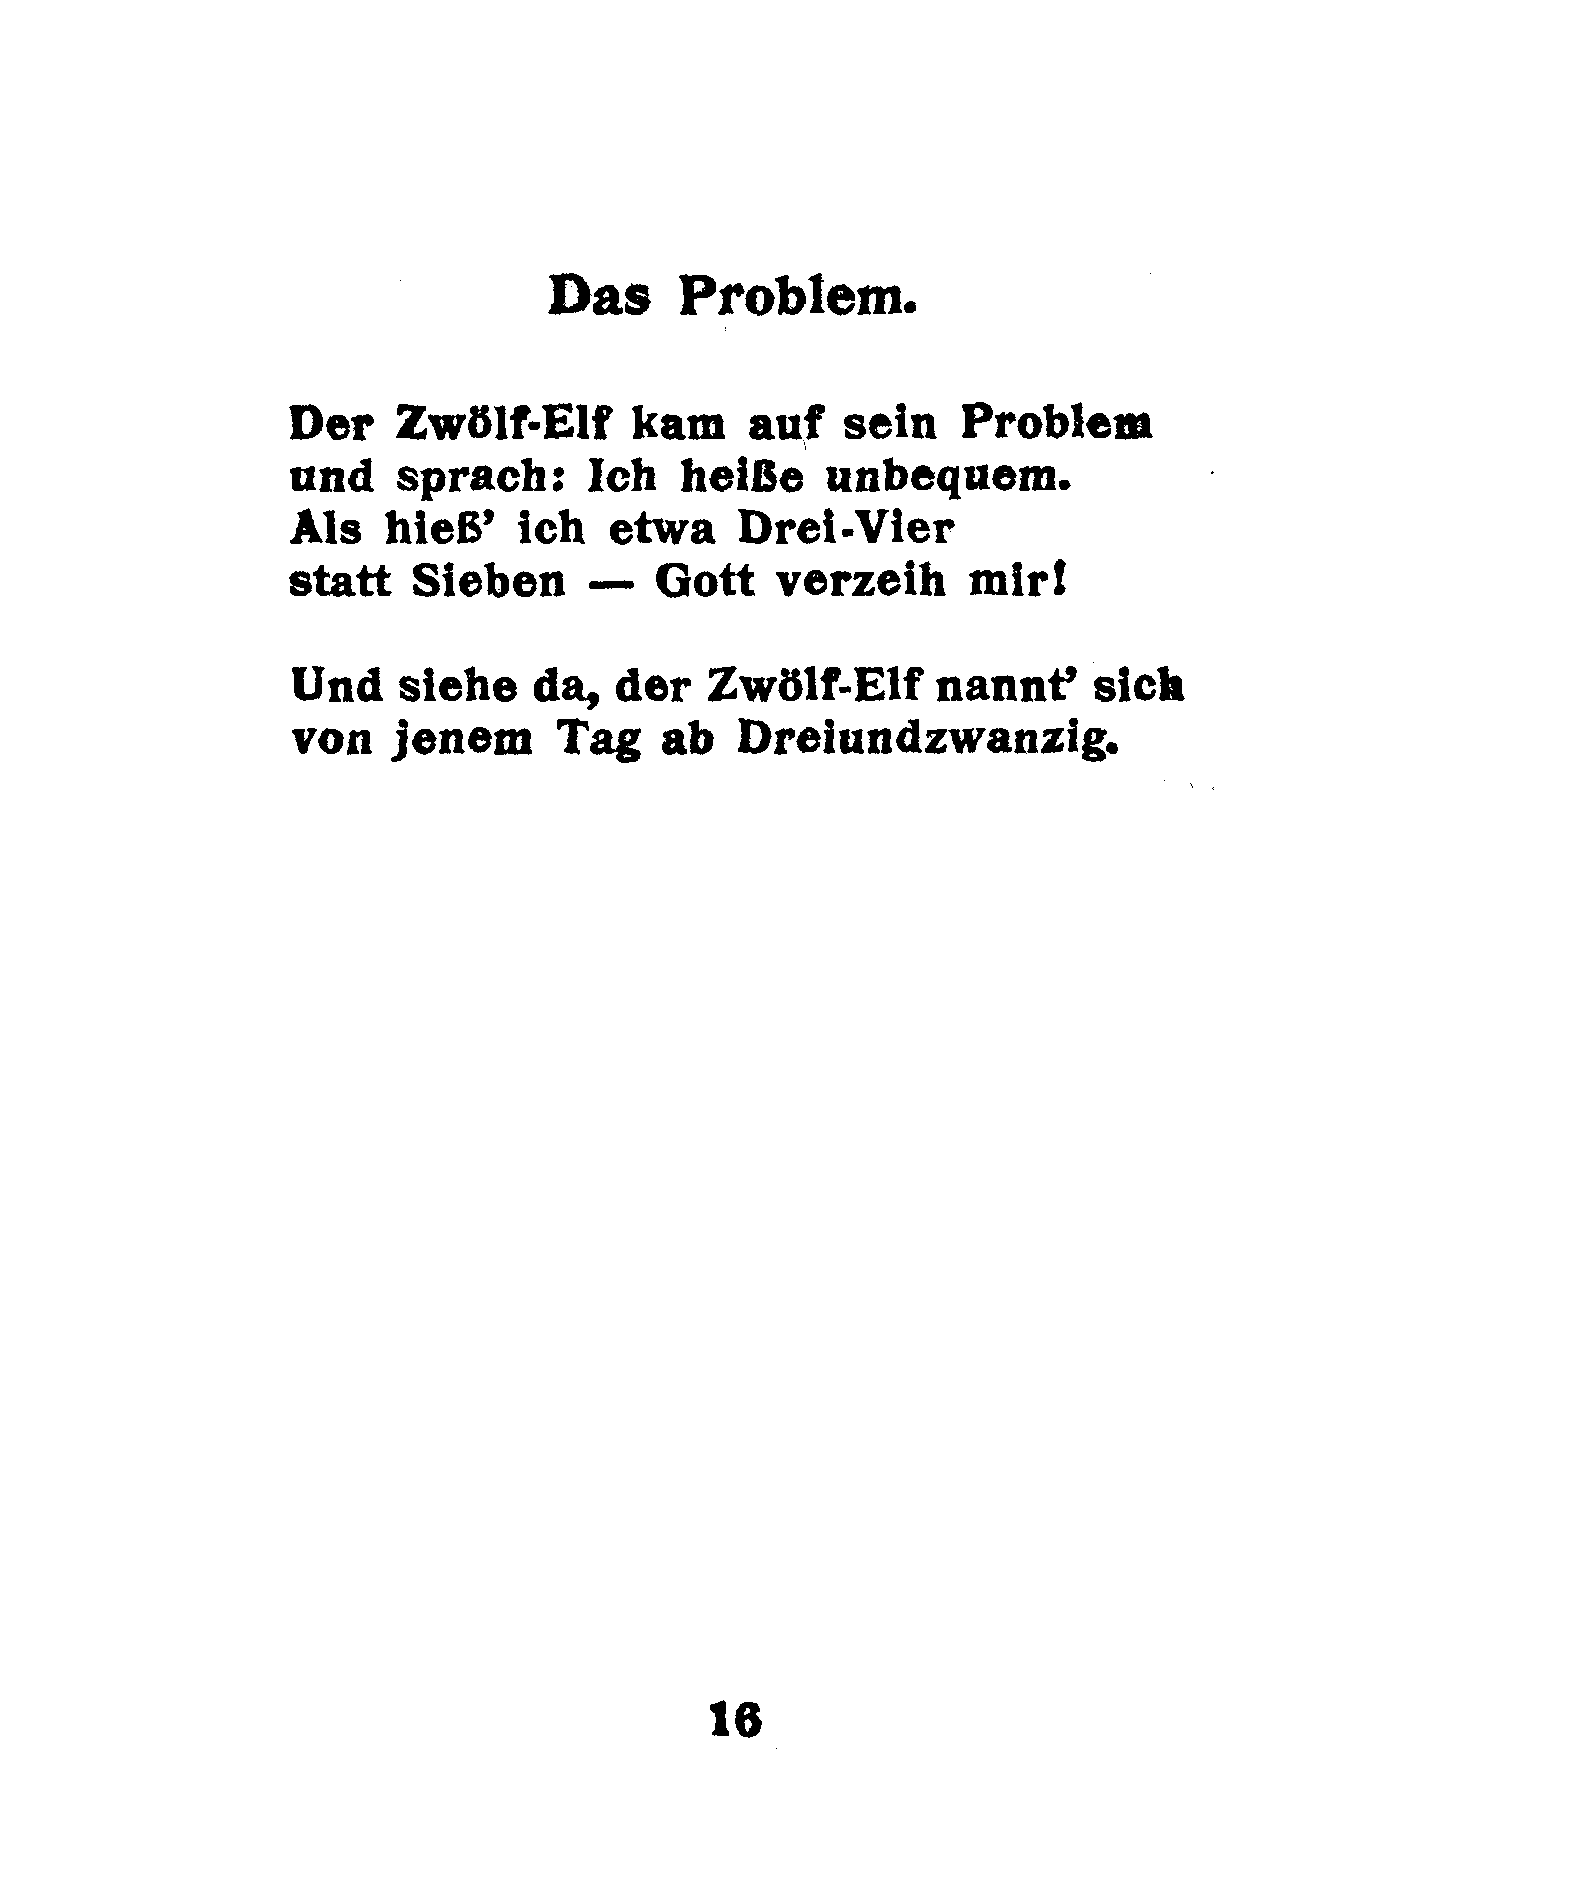 Das Problem.
Der Zwölf-Elf kam auf sein Problem
und sprach: Ich heiße unbequem.
Als hieß’ ich etwa Drei-Vier
statt Sieben — Gott verzeih mir!
Und siehe da, der Zwölf-Elf nannt’ sich
von jenem Tag ab Dreiundzwanzig.
16